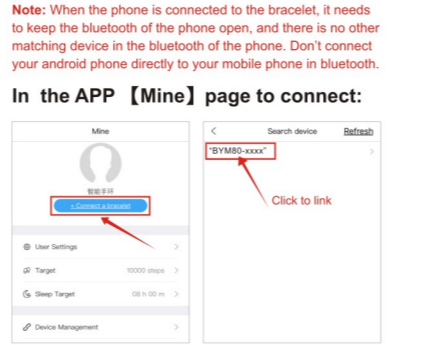 Note: When the phone is connected to the bracelet, it needs
to keep the bluetooth of the phone open, and there is no other
matching device in the bluetooth of the phone. Don't connect
your android phone directly to your mobile phone in bluetooth.
In the APP 【Mine】 page to connect:
Mine
智能手环
+ Connect a bracelet
User Settings >
Target 10000 steps >
Sleep Target 08 h 00 m >
Device Management >
< Search device Refresh
"BYM80-xxxx" >
Click to link